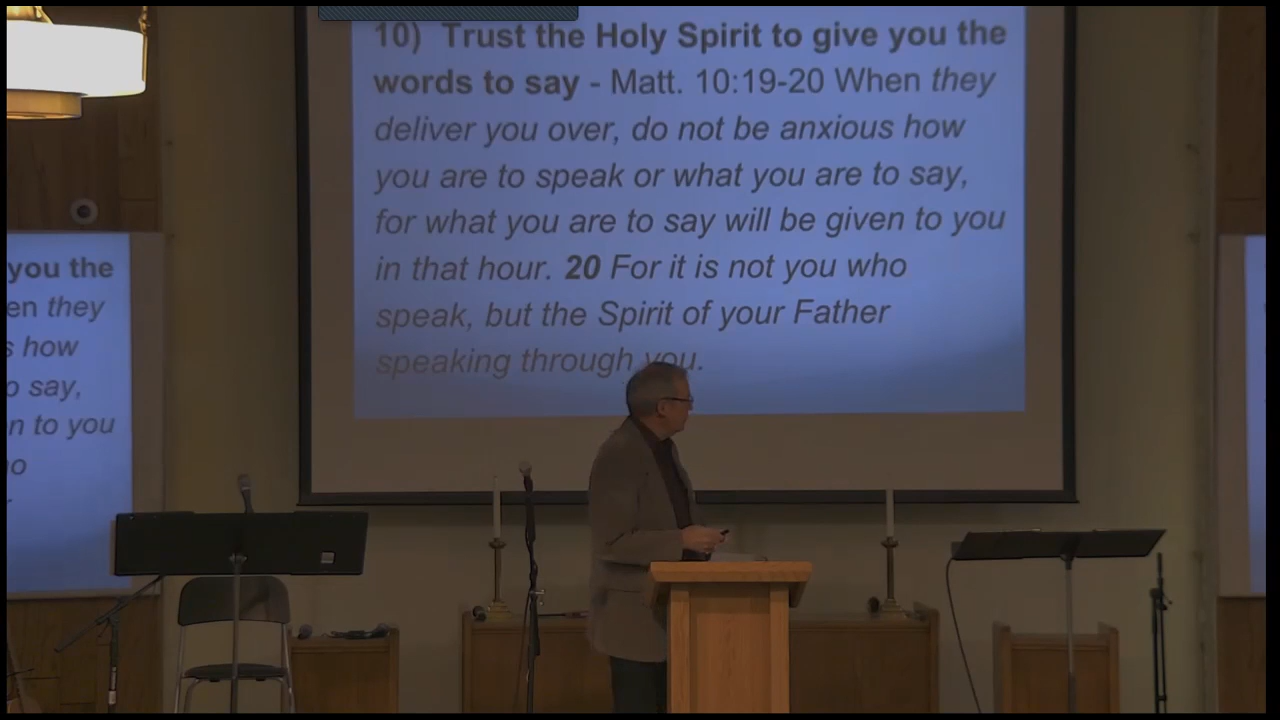 10) Trust the Holy Spirit to give you the
words to say - Matt. 10:19-20 When they
deliver you over, do not be anxious how
you are to speak or what you are to say,
for what you are to say will be given to you
in that hour. 20 For it is not you who
speak, but the Spirit of your Father
speaking through you.
you the
en they
s how
o say,
n to you